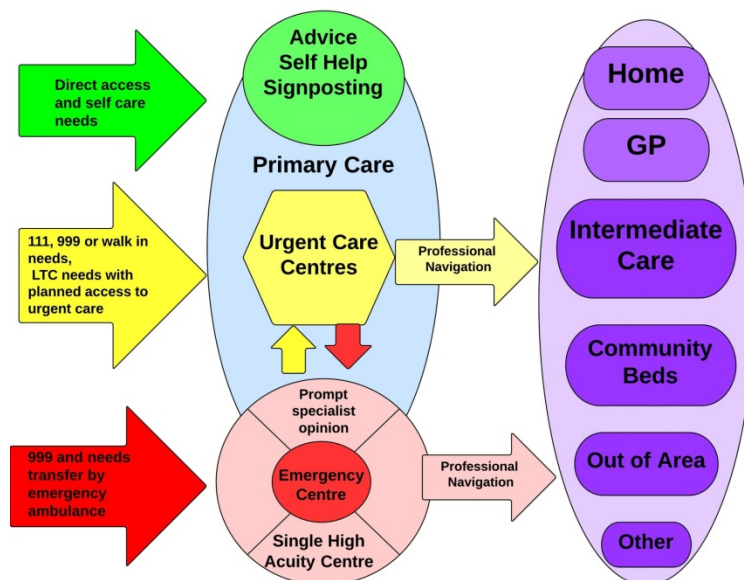 Direct access
and self care
needs
Advice
Self Help
Signposting
Primary Care
111, 999 or walk in
needs,
LTC needs with
planned access to
urgent care
Urgent Care
Centres
Professional
Navigation
999 and needs
transfer by
emergency
ambulance
Prompt
specialist
opinion
Emergency
Centre
Single High
Acuity Centre
Professional
Navigation
Home
GP
Intermediate
Care
Community
Beds
Out of Area
Other